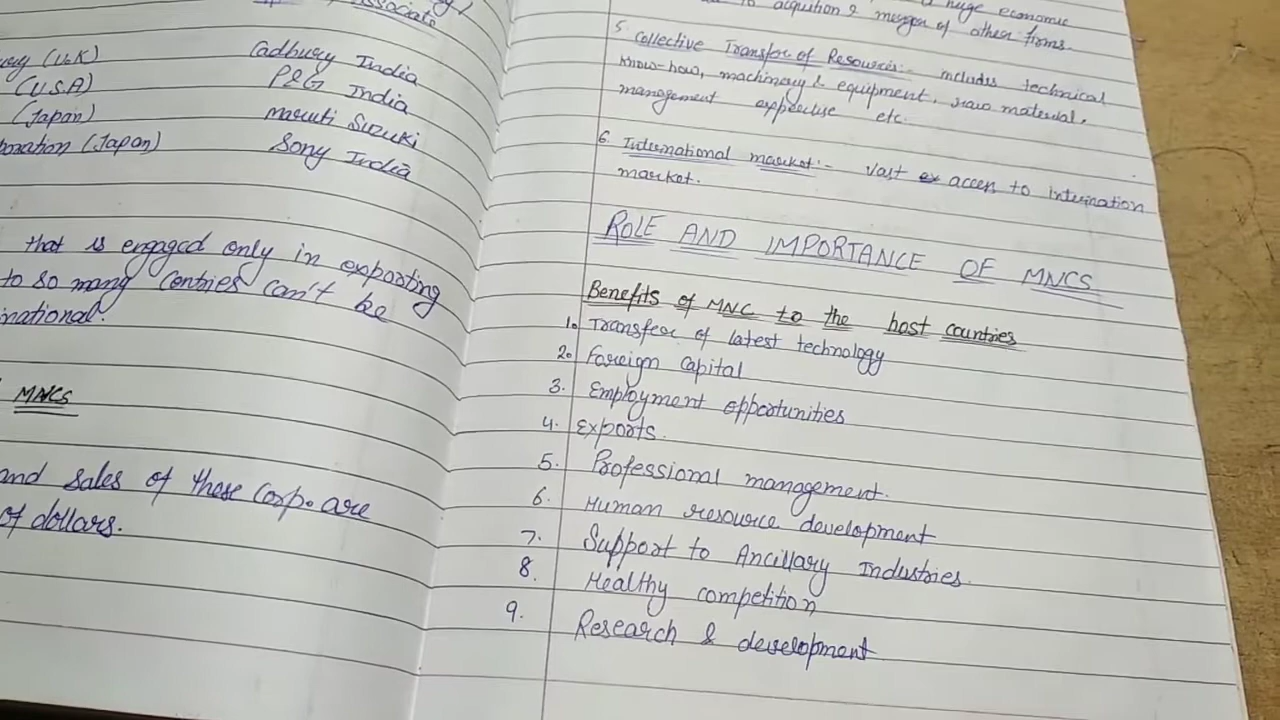 Associate
(U.K) Cadbury India
(U.S.A) P&G India
(Japan) Maruti Suzuki
(Japan) Sony India
that is engaged only in exporting
to so many Contries can't be
national.
MNCS
and sales of these Corp. are
of dollars.
huge economic
acquition & merger of other firms.
5. Collective Transfer of Resources:- includes technical
know-how, machinery & equipment, raw material,
management expertise etc.
6. International market:- Vast access to internation
market.
ROLE AND IMPORTANCE OF MNCS
Benefits of MNC to the host countries
1. Transfer of latest technology
2. Foreign capital
3. Employment opportunities
4. Exports.
5. Professional management.
6. Human resource development
7. Support to Ancillary Industries.
8. Healthy competition
9. Research & development